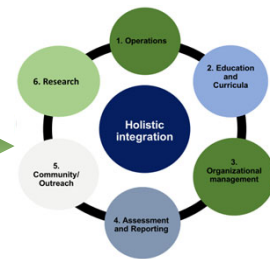 1. Operations
2. Education
and
Curricula
3.
Organizational
management
4. Assessment
and Reporting
5.
Community/
Outreach
6. Research
Holistic
integration